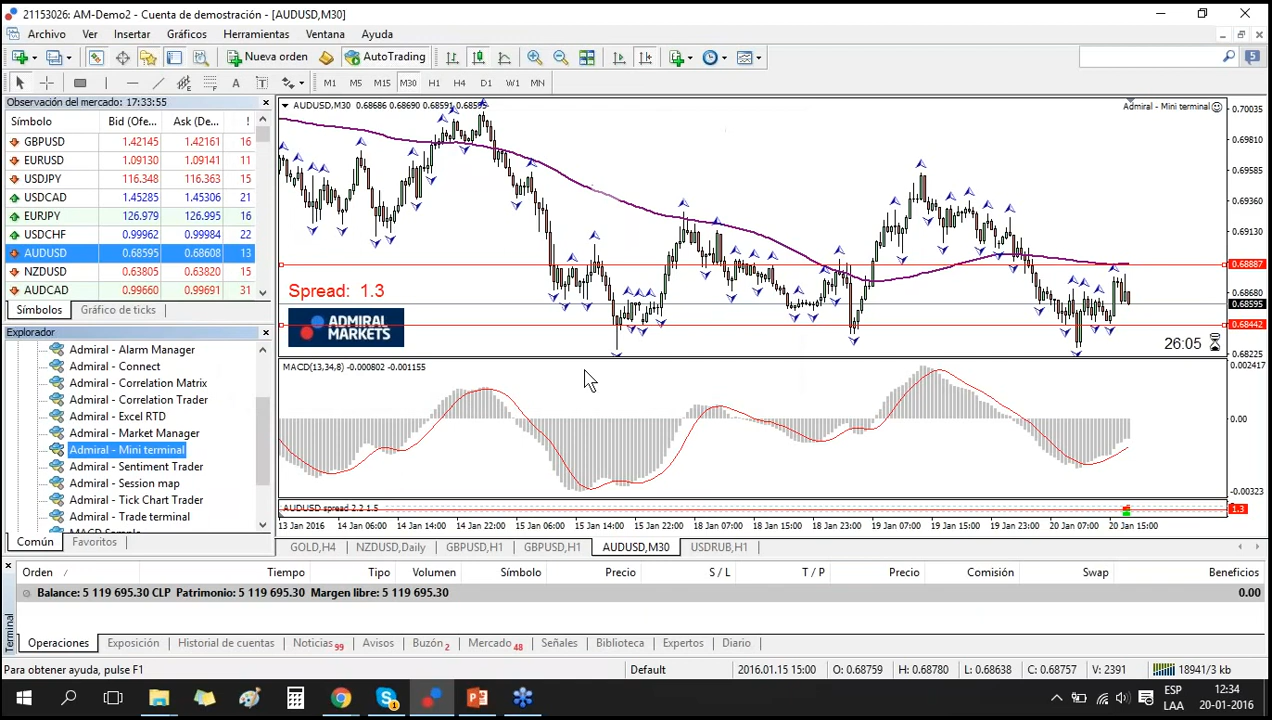 21153026: AM-Demo2 - Cuenta de demostración - [AUDUSD,M30]
Archivo Ver Insertar Gráficos Herramientas Ventana Ayuda
Nueva orden AutoTrading 5
A T M1 M5 M15 M30 H1 H4 D1 W1 MN
Observación del mercado: 17:33:55
Símbolo Bid (Ofe... Ask (De... !
GBPUSD 1.42145 1.42161 16
EURUSD 1.09130 1.09141 11
USDJPY 116.348 116.363 15
USDCAD 1.45285 1.45306 21
EURJPY 126.979 126.995 16
USDCHF 0.99962 0.99984 22
AUDUSD 0.68595 0.68608 13
NZDUSD 0.63805 0.63820 15
AUDCAD 0.99660 0.99691 31
Símbolos Gráfico de ticks
Explorador
Admiral - Alarm Manager
Admiral - Connect
Admiral - Correlation Matrix
Admiral - Correlation Trader
Admiral - Excel RTD
Admiral - Market Manager
Admiral - Mini terminal
Admiral - Sentiment Trader
Admiral - Session map
Admiral - Tick Chart Trader
Admiral - Trade terminal
MACD Sample
Común Favoritos
AUDUSD,M30 0.68686 0.68690 0.68591 0.68595
Admiral - Mini terminal
Spread: 1.3
ADMIRAL
MARKETS
26:05
0.70035
0.69810
0.69585
0.69360
0.69130
0.68887
0.68680
0.68595
0.68442
0.68225
MACD(13,34,8) -0.000802 -0.001155
0.002417
0.00
-0.00323
AUDUSD spread 2.2 1.5
1.3
13 Jan 2016 14 Jan 06:00 14 Jan 14:00 14 Jan 22:00 15 Jan 06:00 15 Jan 14:00 15 Jan 22:00 18 Jan 07:00 18 Jan 15:00 18 Jan 23:00 19 Jan 07:00 19 Jan 15:00 19 Jan 23:00 20 Jan 07:00 20 Jan 15:00
GOLD,H4 NZDUSD,Daily GBPUSD,H1 GBPUSD,H1 AUDUSD,M30 USDRUB,H1
Terminal
Orden / Tiempo Tipo Volumen Símbolo Precio S / L T / P Precio Comisión Swap Beneficios
Balance: 5 119 695.30 CLP Patrimonio: 5 119 695.30 Margen libre: 5 119 695.30 0.00
Operaciones Exposición Historial de cuentas Noticias 99 Avisos Buzón 2 Mercado 48 Señales Biblioteca Expertos Diario
Para obtener ayuda, pulse F1 Default 2016.01.15 15:00 O: 0.68759 H: 0.68780 L: 0.68638 C: 0.68757 V: 2391 18941/3 kb
1
ESP
LAA
12:34
20-01-2016